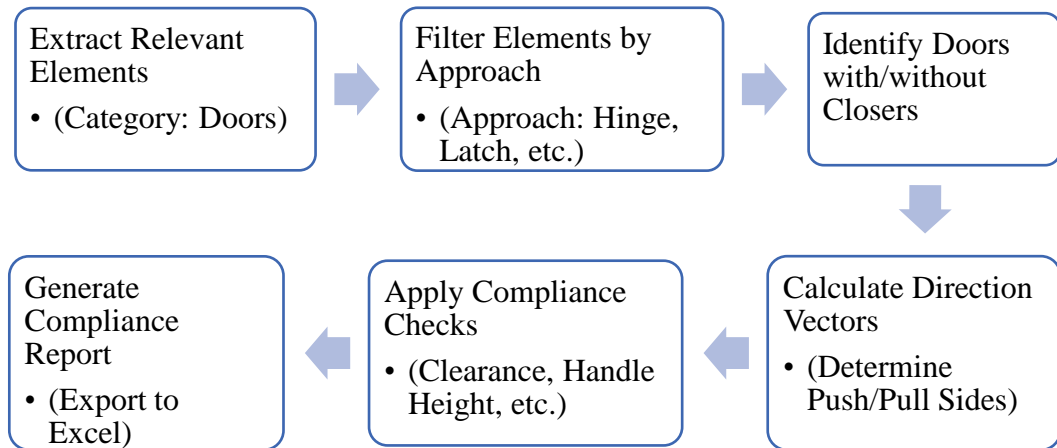 Extract Relevant
Elements
• (Category: Doors)
Filter Elements by
Approach
• (Approach: Hinge,
Latch, etc.)
Identify Doors
with/without
Closers
Calculate Direction
Vectors
• (Determine
Push/Pull Sides)
Apply Compliance
Checks
• (Clearance, Handle
Height, etc.)
Generate
Compliance
Report
• (Export to
Excel)